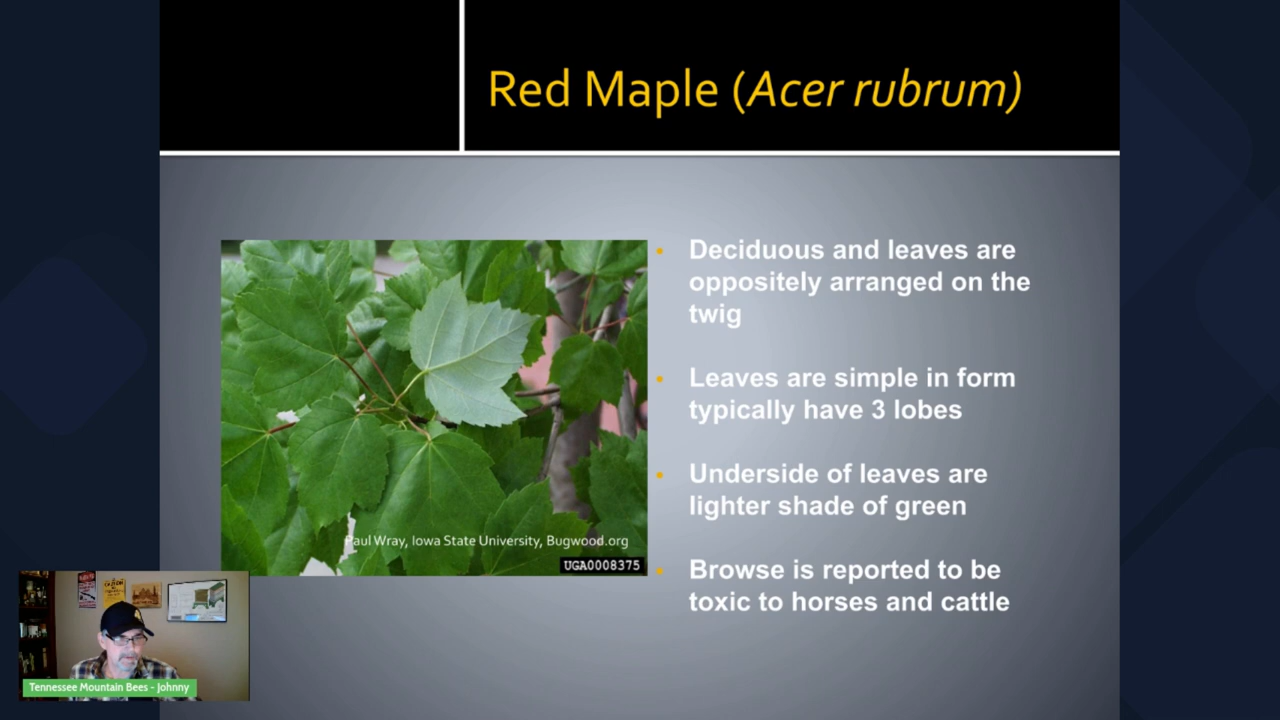 Red Maple (Acer rubrum)
Deciduous and leaves are
oppositely arranged on the
twig
Leaves are simple in form
typically have 3 lobes
Underside of leaves are
lighter shade of green
Browse is reported to be
toxic to horses and cattle
Paul Wray, Iowa State University, Bugwood.org
UGA0008375
Tennessee Mountain Bees - Johnny